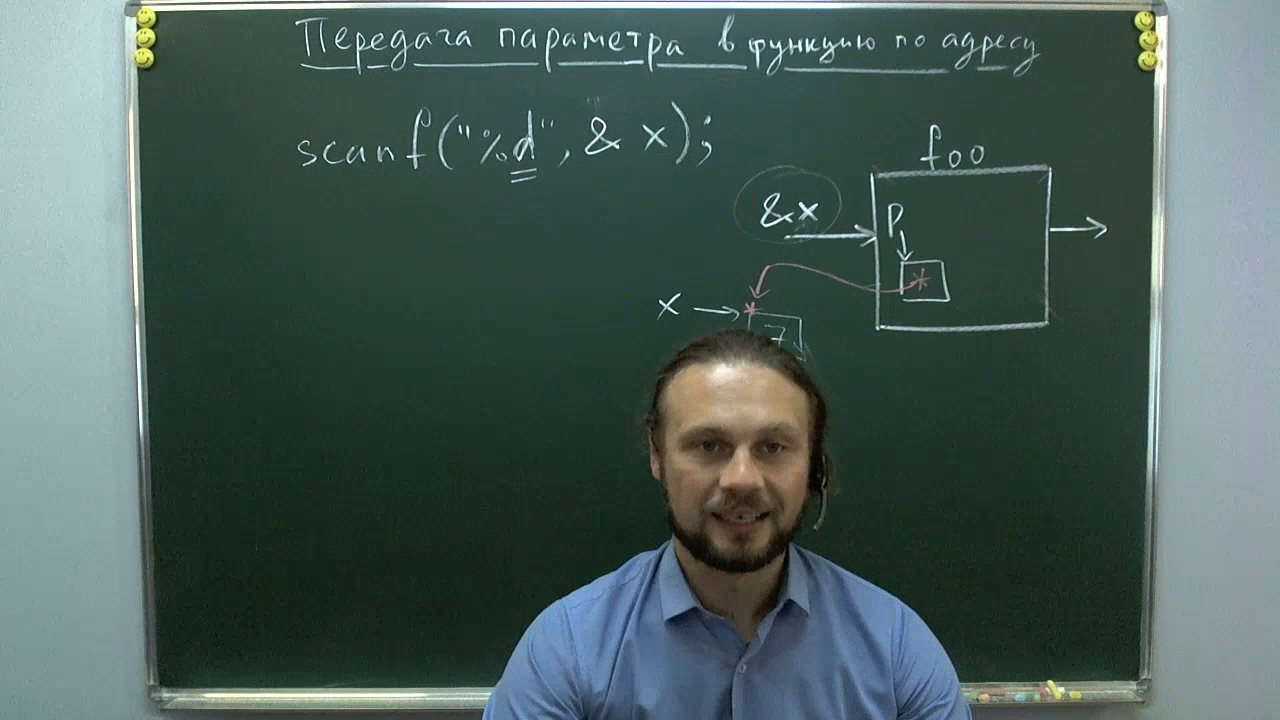 Передача параметра в функцию по адресу
scanf("%d", & x);
foo
&x
p
x
7